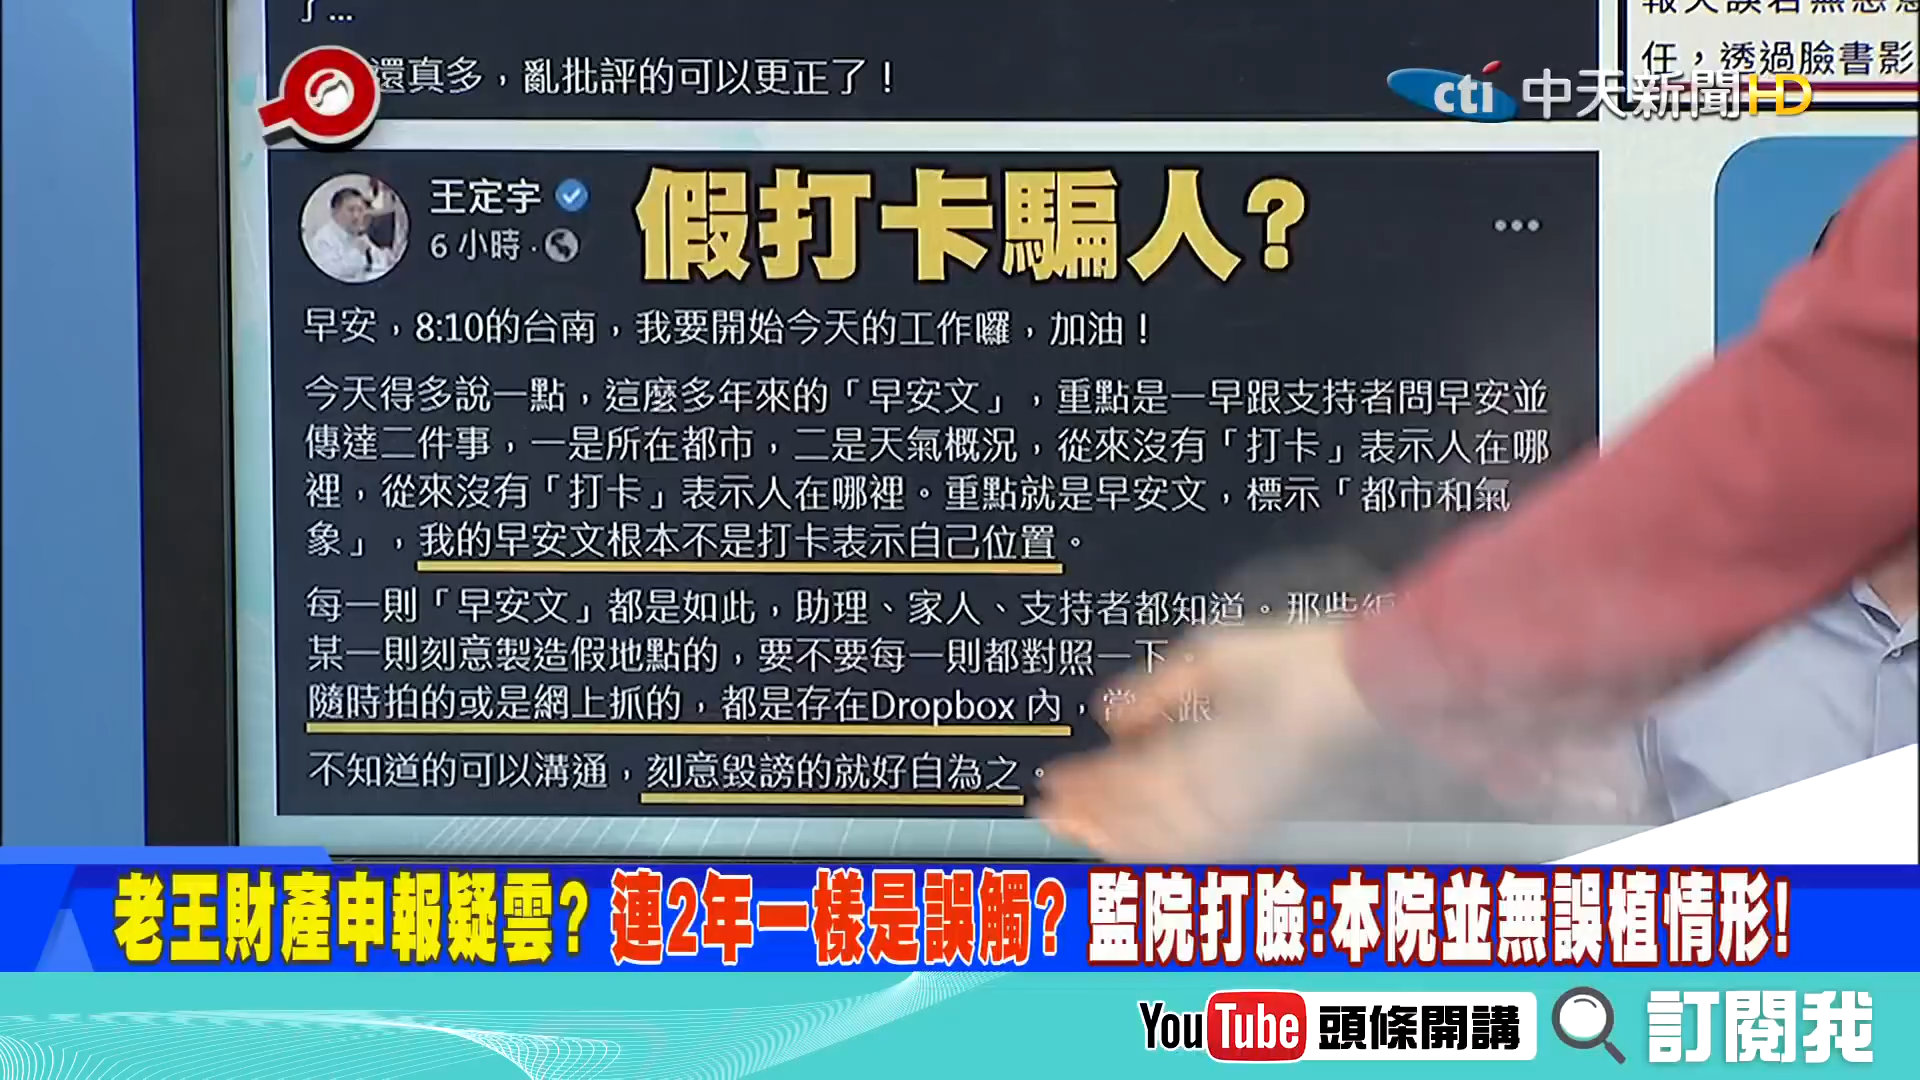 了...
還真多，亂批評的可以更正了！
任，透過臉書影
cti 中天新聞HD
王定宇
6 小時
假打卡騙人？
早安，8:10的台南，我要開始今天的工作囉，加油！
今天得多說一點，這麼多年來的「早安文」，重點是一早跟支持者問早安並
傳達二件事，一是所在都市，二是天氣概況，從來沒有「打卡」表示人在哪
裡，從來沒有「打卡」表示人在哪裡。重點就是早安文，標示「都市和氣
象」，我的早安文根本不是打卡表示自己位置。
每一則「早安文」都是如此，助理、家人、支持者都知道。那些
某一則刻意製造假地點的，要不要每一則都對照一下。
隨時拍的或是網上抓的，都是存在Dropbox 內，
不知道的可以溝通，刻意毀謗的就好自為之。
老王財產申報疑雲？連2年一樣是誤觸？監院打臉:本院並無誤植情形!
YouTube 頭條開講 訂閱我